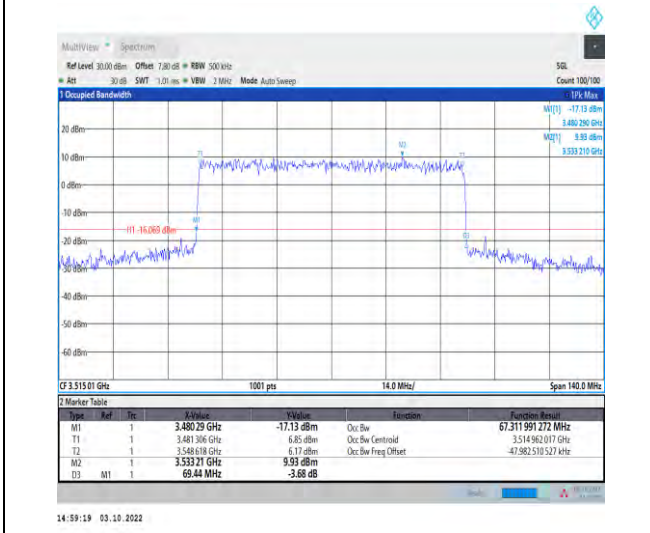 MultiView Spectrum
Ref Level 30.00 dBm Offset 7.80 dB RBW 500 kHz SGL
Att 30 dB SWT 1.01 ms VBW 2 MHz Mode Auto Sweep Count 100/100
1 Occupied Bandwidth 1Pk Max
M1[1] -17.13 dBm
3.480 290 GHz
M2[1] 9.93 dBm
3.533 210 GHz
20 dBm
10 dBm
0 dBm
-10 dBm
-20 dBm
-30 dBm
-40 dBm
-50 dBm
-60 dBm
T1
M2
T2
M1
H1 -16.069 dBm
D3
CF 3.515 01 GHz 1001 pts 14.0 MHz/ Span 140.0 MHz
2 Marker Table
Type Ref Trc X-Value Y-Value Function Function Result
M1 1 3.480 29 GHz -17.13 dBm Occ Bw 67.311 991 272 MHz
T1 1 3.481 306 GHz 6.85 dBm Occ Bw Centroid 3.514 962 017 GHz
T2 1 3.548 618 GHz 6.17 dBm Occ Bw Freq Offset -47.982 510 527 kHz
M2 1 3.533 21 GHz 9.93 dBm
D3 M1 1 69.44 MHz -3.68 dB
14:59:19 03.10.2022